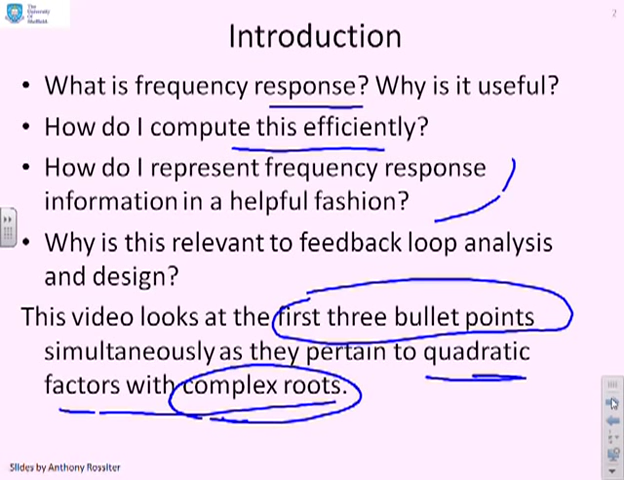 The
University
Of
Sheffield.
2
Introduction
• What is frequency response? Why is it useful?
• How do I compute this efficiently?
• How do I represent frequency response
information in a helpful fashion?
• Why is this relevant to feedback loop analysis
and design?
This video looks at the first three bullet points
simultaneously as they pertain to quadratic
factors with complex roots.
Slides by Anthony Rossiter